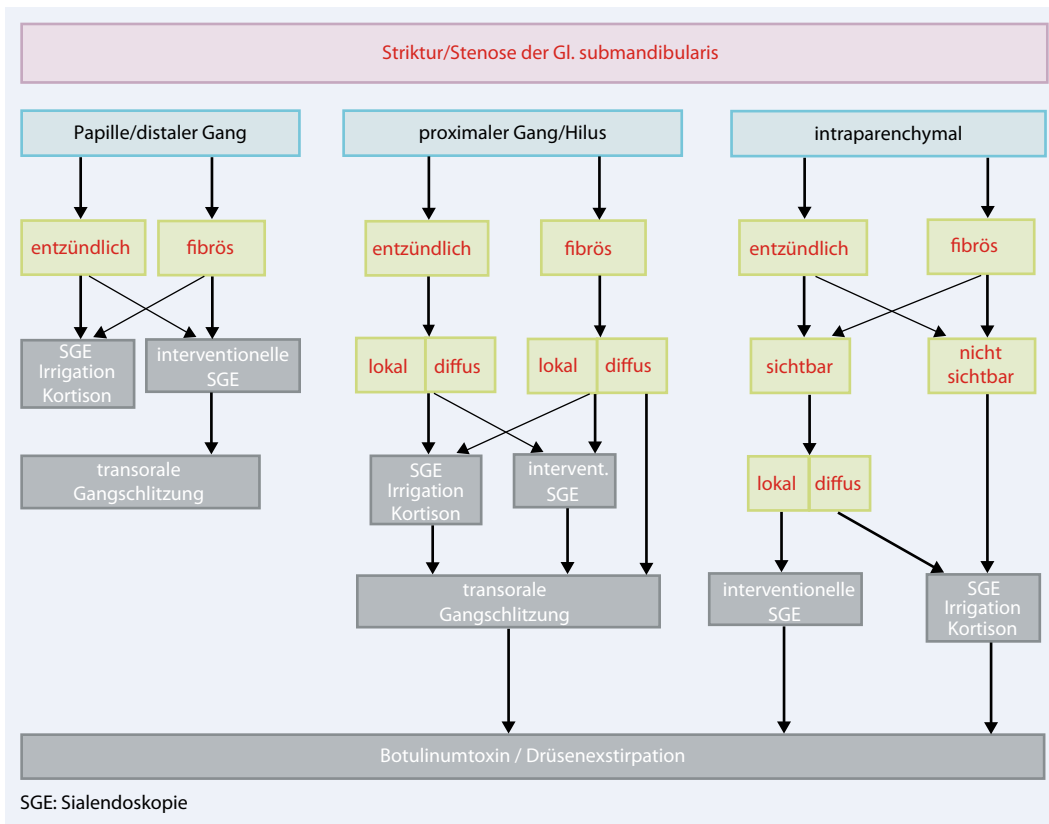 Striktur/Stenose der Gl. submandibularis
Papille/distaler Gang
proximaler Gang/Hilus
intraparenchymal
entzündlich
fibrös
entzündlich
fibrös
entzündlich
fibrös
SGE
Irrigation
Kortison
interventionelle
SGE
lokal
diffus
lokal
diffus
sichtbar
nicht
sichtbar
transorale
Gangschlitzung
SGE
Irrigation
Kortison
intervent.
SGE
lokal
diffus
transorale
Gangschlitzung
interventionelle
SGE
SGE
Irrigation
Kortison
Botulinumtoxin / Drüsenexstirpation
SGE: Sialendoskopie